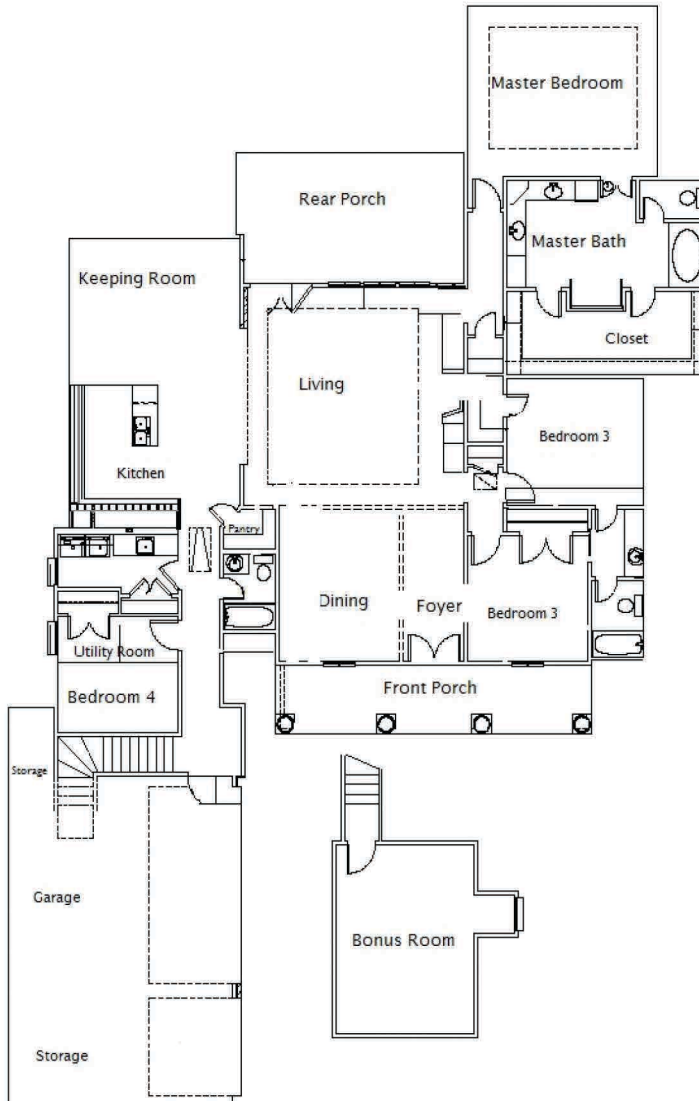 Master Bedroom
Rear Porch
Master Bath
Keeping Room
Closet
Living
Bedroom 3
Kitchen
Pantry
Dining
Foyer
Bedroom 3
Utility Room
Front Porch
Bedroom 4
Storage
Garage
Bonus Room
Storage